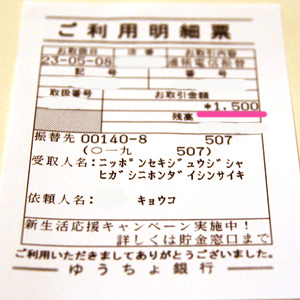 ご利用明細票
お取扱日 店番 お取引内容
23-05-08 通常電信振替
記号 番号
取扱番号 お取引金額
*1,500
残高
振替先 00140-8 507
(〇一九 507)
受取人名:ニッポンセキジュウジシャ
ヒガシニホンダイシンサイギ
依頼人名: キョウコ
新生活応援キャンペーン実施中!
詳しくは貯金窓口まで
ご利用いただきましてありがとうございました。
ゆうちょ銀行